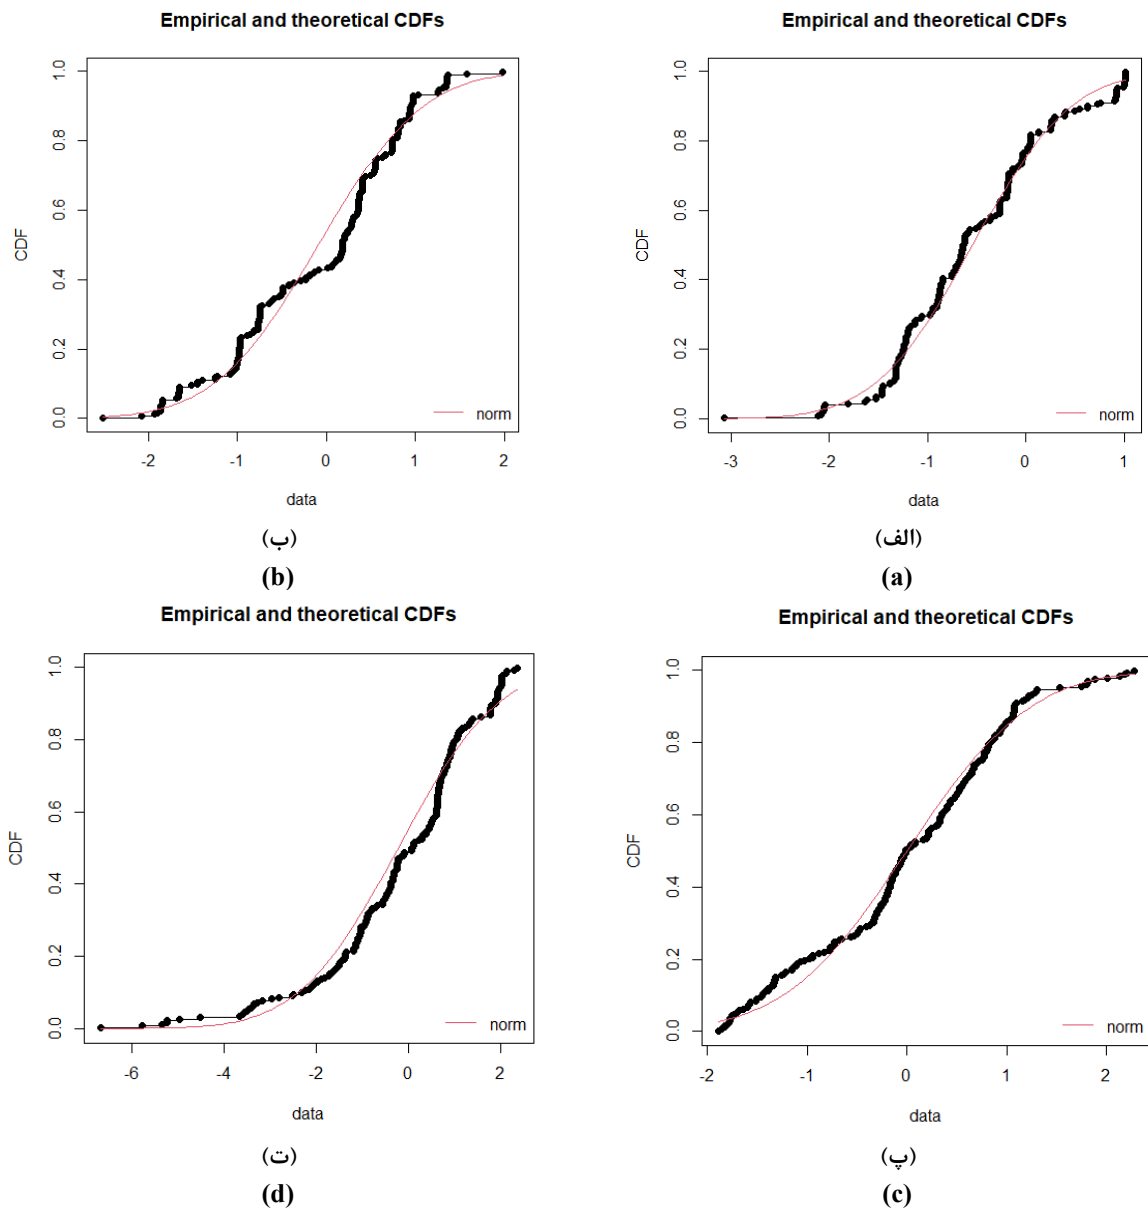 Empirical and theoretical CDFs
CDF
0.0 0.2 0.4 0.6 0.8 1.0
norm
-3 -2 -1 0 1
data
(الف)
(a)
Empirical and theoretical CDFs
CDF
0.0 0.2 0.4 0.6 0.8 1.0
norm
-2 -1 0 1 2
data
(ب)
(b)
Empirical and theoretical CDFs
CDF
0.0 0.2 0.4 0.6 0.8 1.0
norm
-2 -1 0 1 2
data
(پ)
(c)
Empirical and theoretical CDFs
CDF
0.0 0.2 0.4 0.6 0.8 1.0
norm
-6 -4 -2 0 2
data
(ت)
(d)